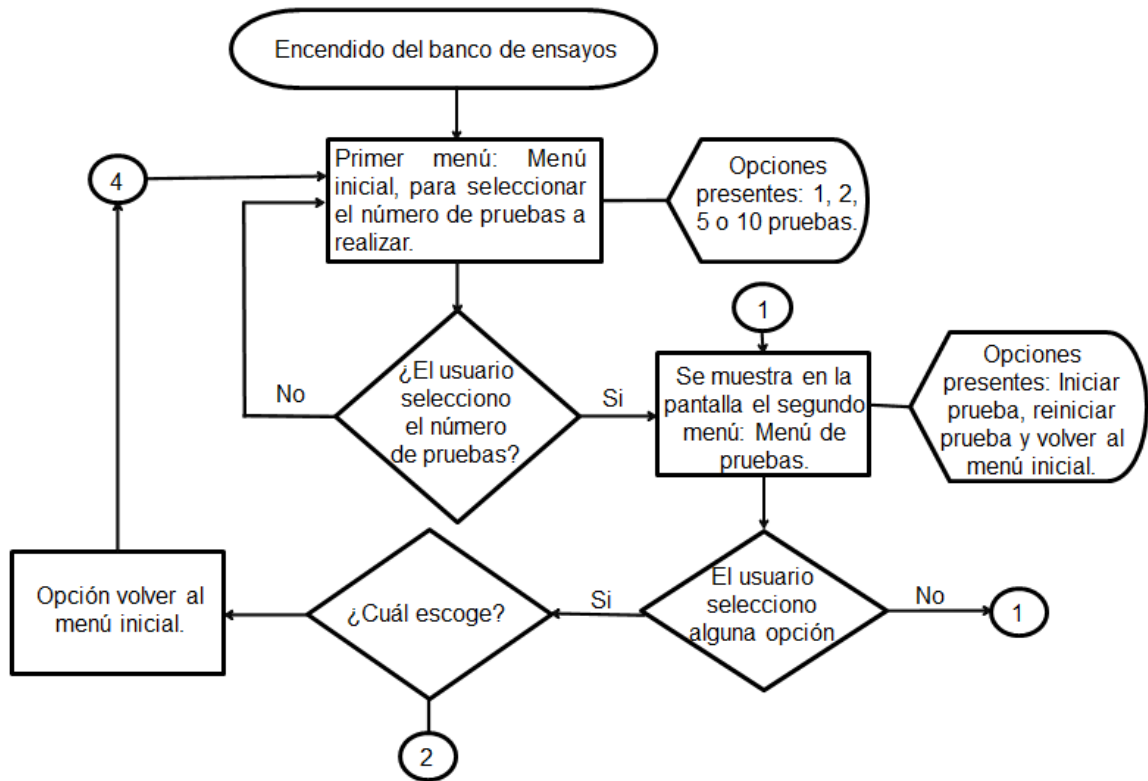 Encendido del banco de ensayos
Primer menú: Menú
inicial, para seleccionar
el número de pruebas a
realizar.
Opciones
presentes: 1, 2,
5 o 10 pruebas.
4
1
¿El usuario
selecciono
el número
de pruebas?
No
Si
Se muestra en la
pantalla el segundo
menú: Menú de
pruebas.
Opciones
presentes: Iniciar
prueba, reiniciar
prueba y volver al
menú inicial.
El usuario
selecciono
alguna opción
Si
No
1
¿Cuál escoge?
Opción volver al
menú inicial.
2